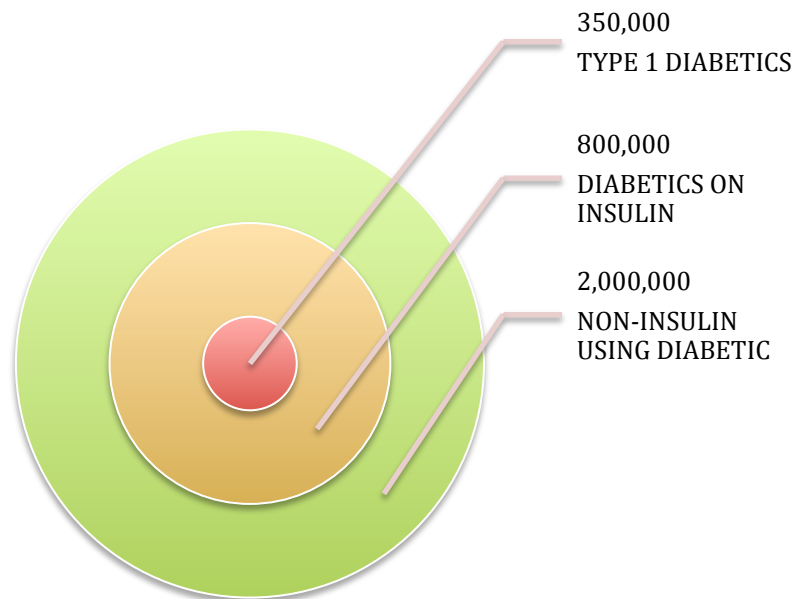 350,000
TYPE 1 DIABETICS
800,000
DIABETICS ON
INSULIN
2,000,000
NON-INSULIN
USING DIABETIC